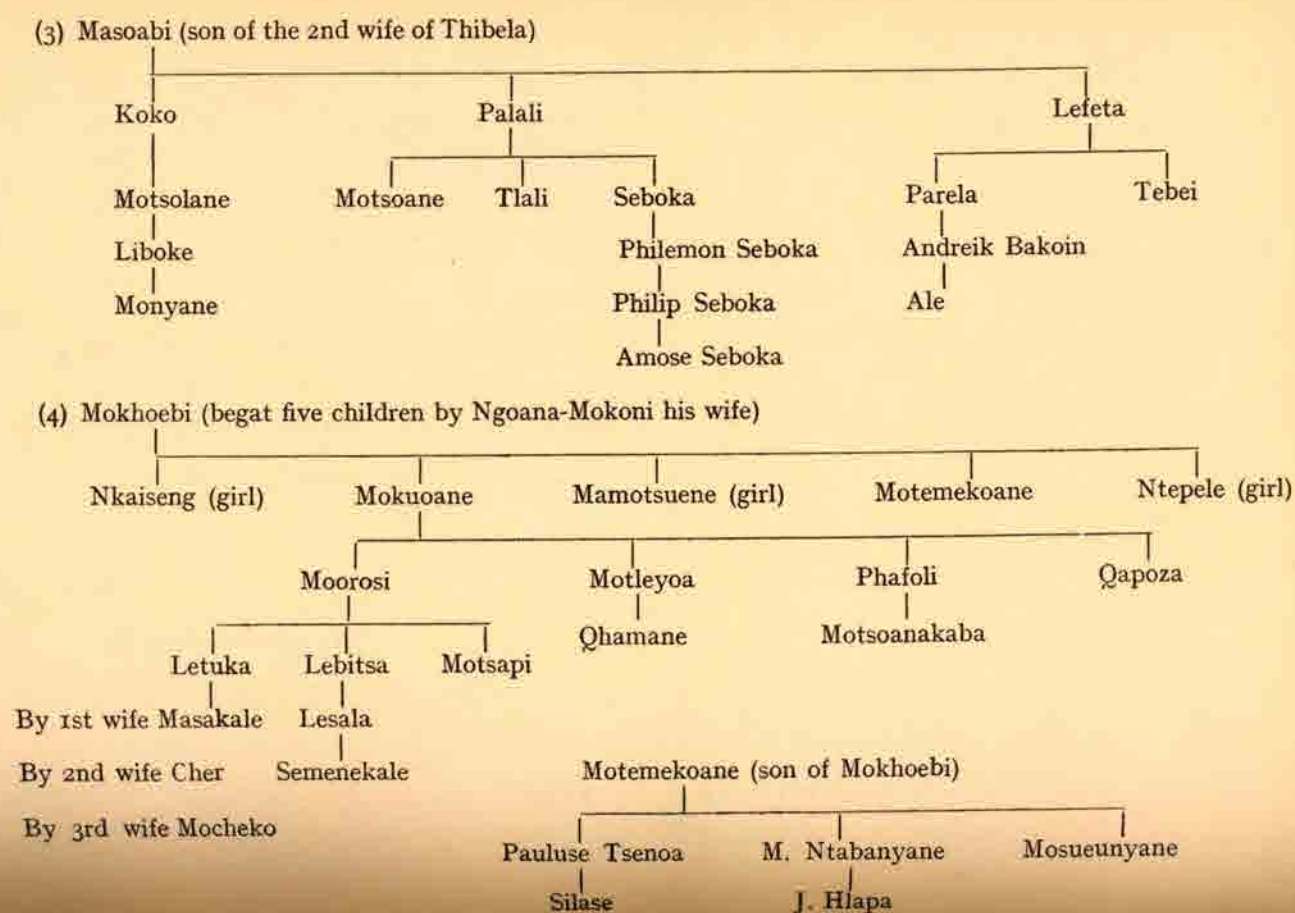 (3) Masoabi (son of the 2nd wife of Thibela)
Koko Palali Lefeta
Motsolane Motsoane Tlali Seboka Parela Tebei
Liboke Philemon Seboka Andreik Bakoin
Monyane Philip Seboka Ale
Amose Seboka
(4) Mokhoebi (begat five children by Ngoana-Mokoni his wife)
Nkaiseng (girl) Mokuoane Mamotsuene (girl) Motemekoane Ntepele (girl)
Moorosi Motleyoa Phafoli Qapoza
Qhamane Motsoanakaba
Letuka Lebitsa Motsapi
By 1st wife Masakale Lesala
By 2nd wife Cher Semenekale Motemekoane (son of Mokhoebi)
By 3rd wife Mocheko
Pauluse Tsenoa M. Ntabanyane Mosueunyane
Silase J. Hlapa